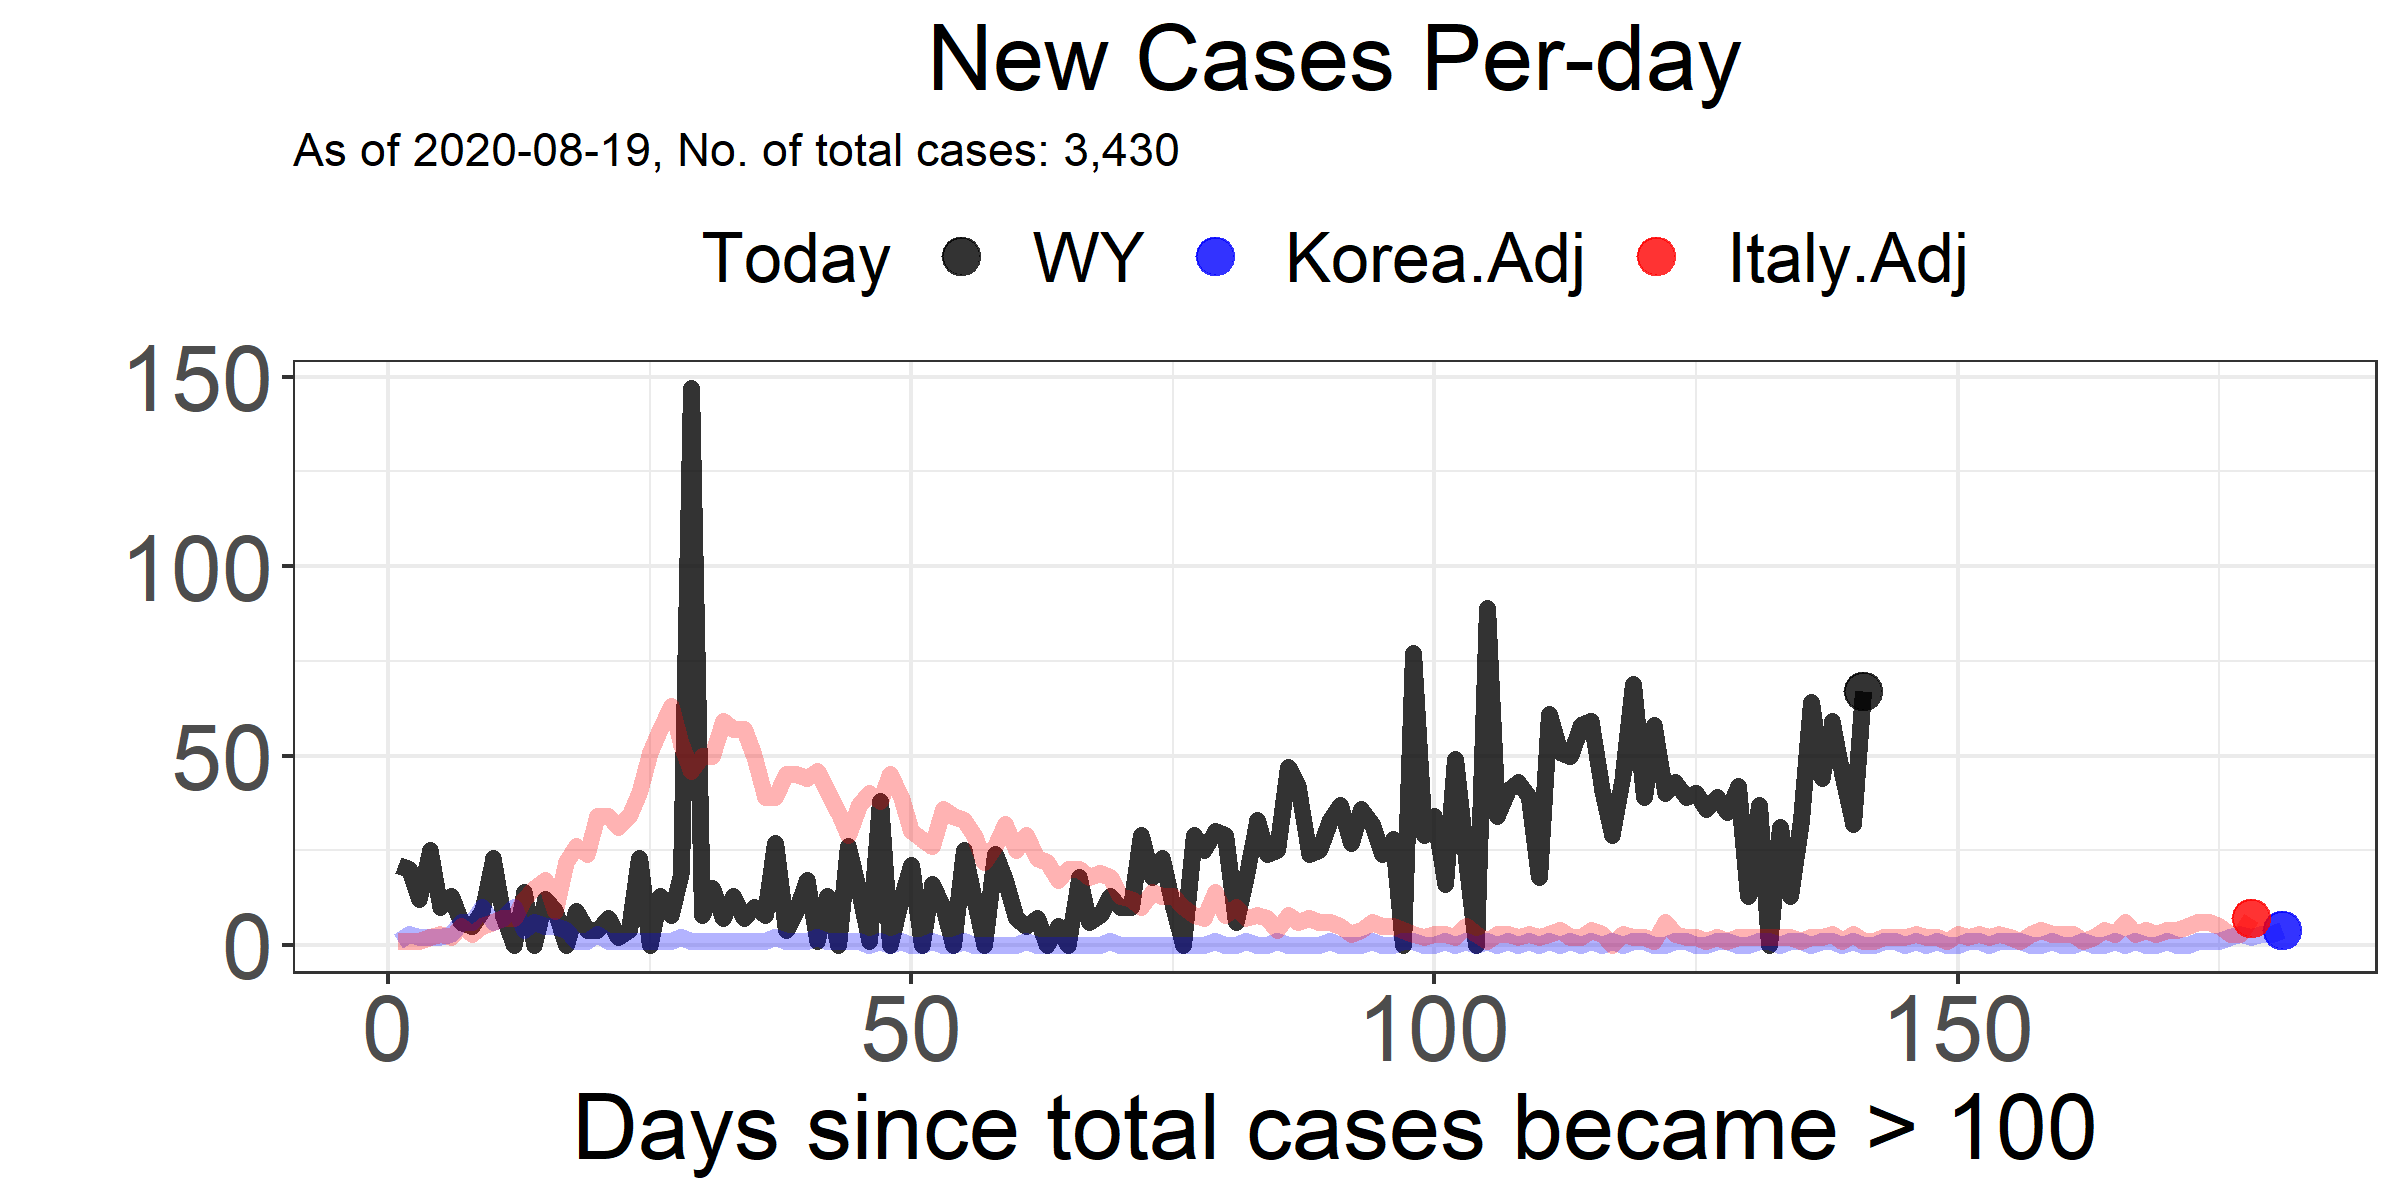 New Cases Per-day
As of 2020-08-19, No. of total cases: 3,430
Today WY Korea.Adj Italy.Adj
150
100
50
0
0 50 100 150
Days since total cases became > 100